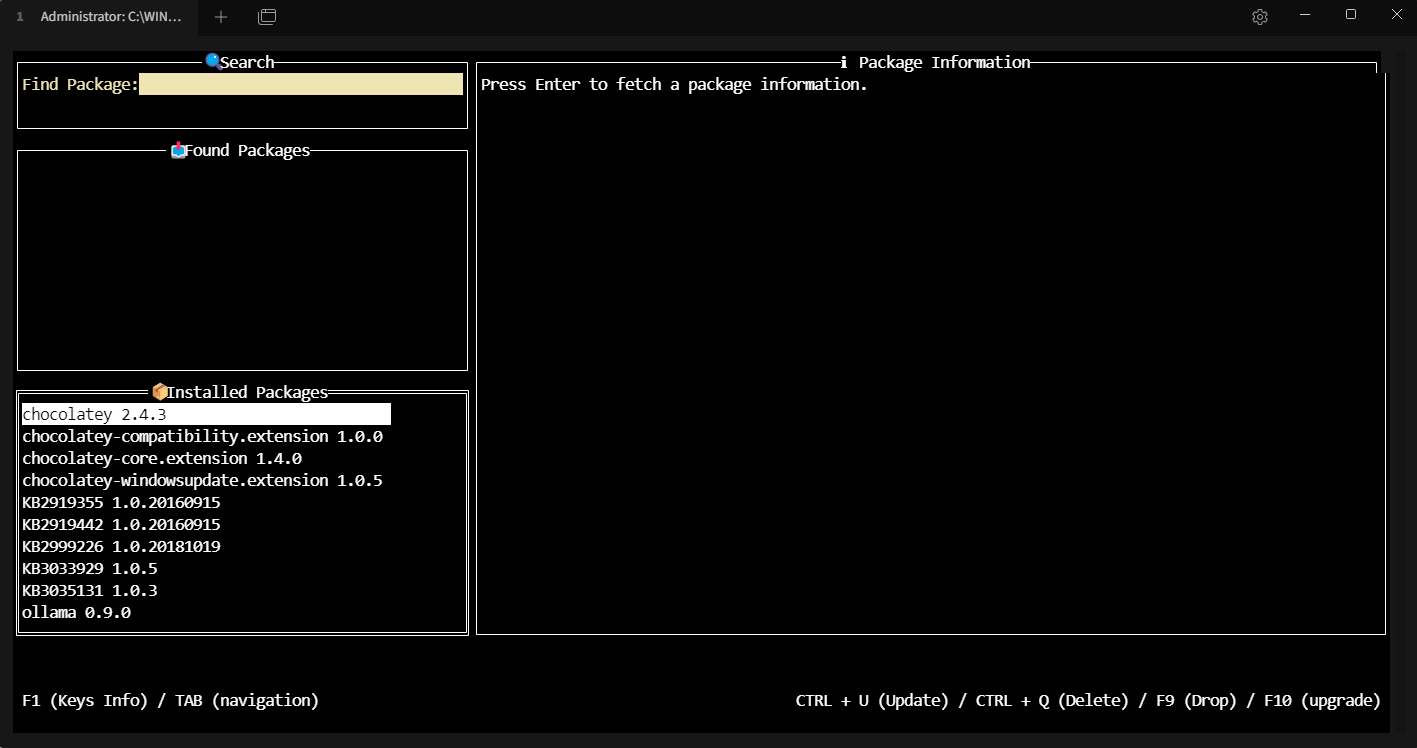 1 Administrator: C:\WIN...
Search
Find Package:
Found Packages
Installed Packages
chocolatey 2.4.3
chocolatey-compatibility.extension 1.0.0
chocolatey-core.extension 1.4.0
chocolatey-windowsupdate.extension 1.0.5
KB2919355 1.0.20160915
KB2919442 1.0.20160915
KB2999226 1.0.20181019
KB3033929 1.0.5
KB3035131 1.0.3
ollama 0.9.0
ℹ Package Information
Press Enter to fetch a package information.
F1 (Keys Info) / TAB (navigation)
CTRL + U (Update) / CTRL + Q (Delete) / F9 (Drop) / F10 (upgrade)